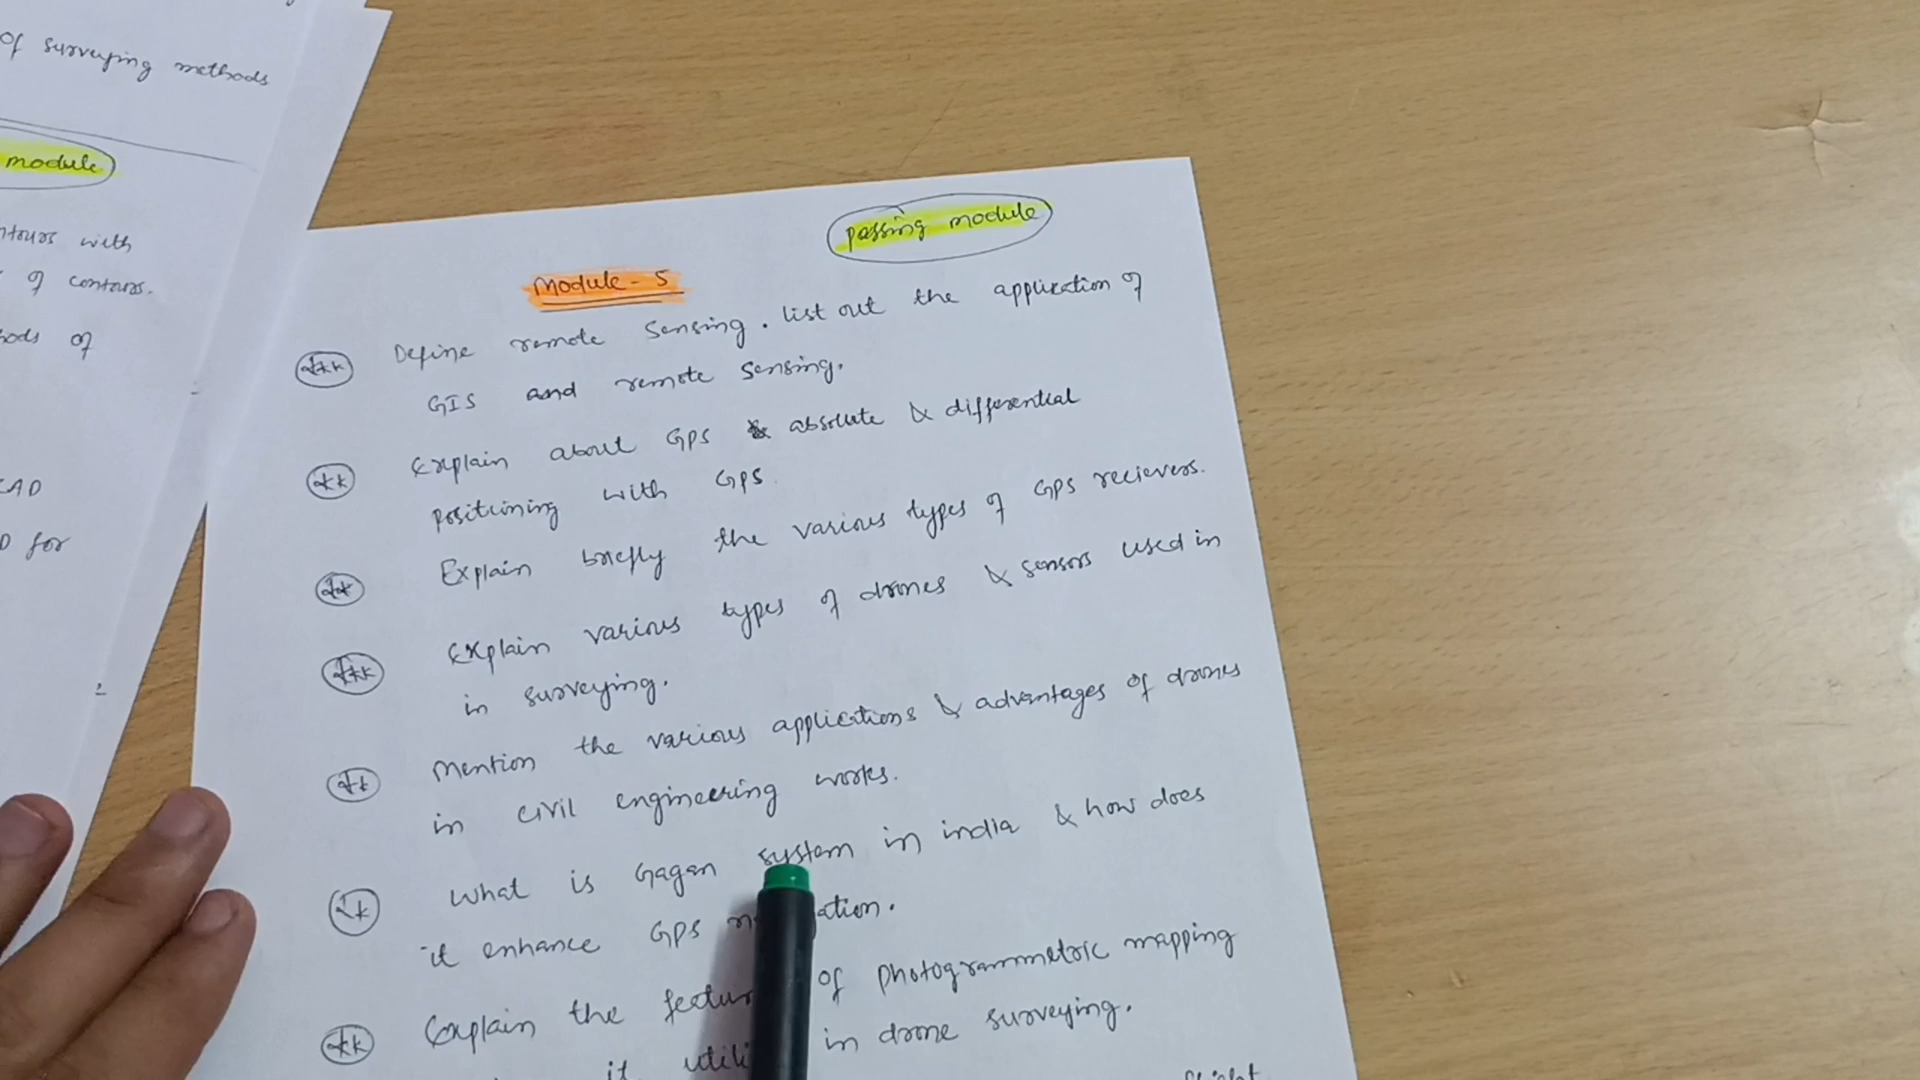 of surveying methods
module
ntours with
of contours.
hods of
CAD
D for
passing module
Module - 5
*** Define remote sensing. list out the application of
GIS and remote sensing.
** Explain about GPS & absolute & differential
positioning with GPS.
** Explain briefly the various types of GPS recievers.
*** Explain various types of drones & sensors used in
in surveying.
** Mention the various applications & advantages of drones
in civil engineering works.
** What is Gagan system in india & how does
it enhance GPS ation.
** Explain the featur of photogrammetric mapping
it utili in drone surveying.
flight